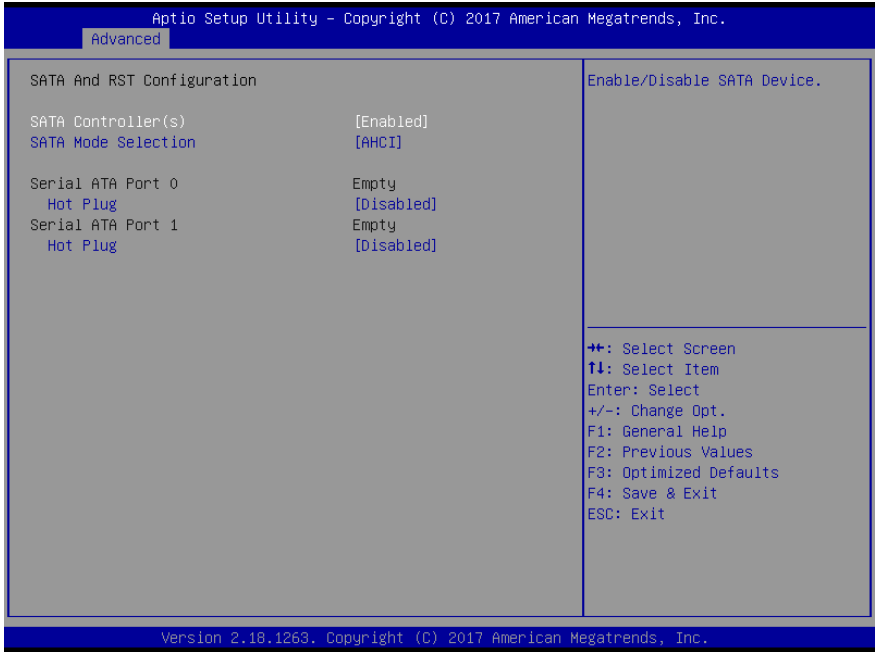 Aptio Setup Utility – Copyright (C) 2017 American Megatrends, Inc.
Advanced
SATA And RST Configuration
SATA Controller(s) [Enabled]
SATA Mode Selection [AHCI]
Serial ATA Port 0 Empty
Hot Plug [Disabled]
Serial ATA Port 1 Empty
Hot Plug [Disabled]
Enable/Disable SATA Device.
→←: Select Screen
↑↓: Select Item
Enter: Select
+/-: Change Opt.
F1: General Help
F2: Previous Values
F3: Optimized Defaults
F4: Save & Exit
ESC: Exit
Version 2.18.1263. Copyright (C) 2017 American Megatrends, Inc.